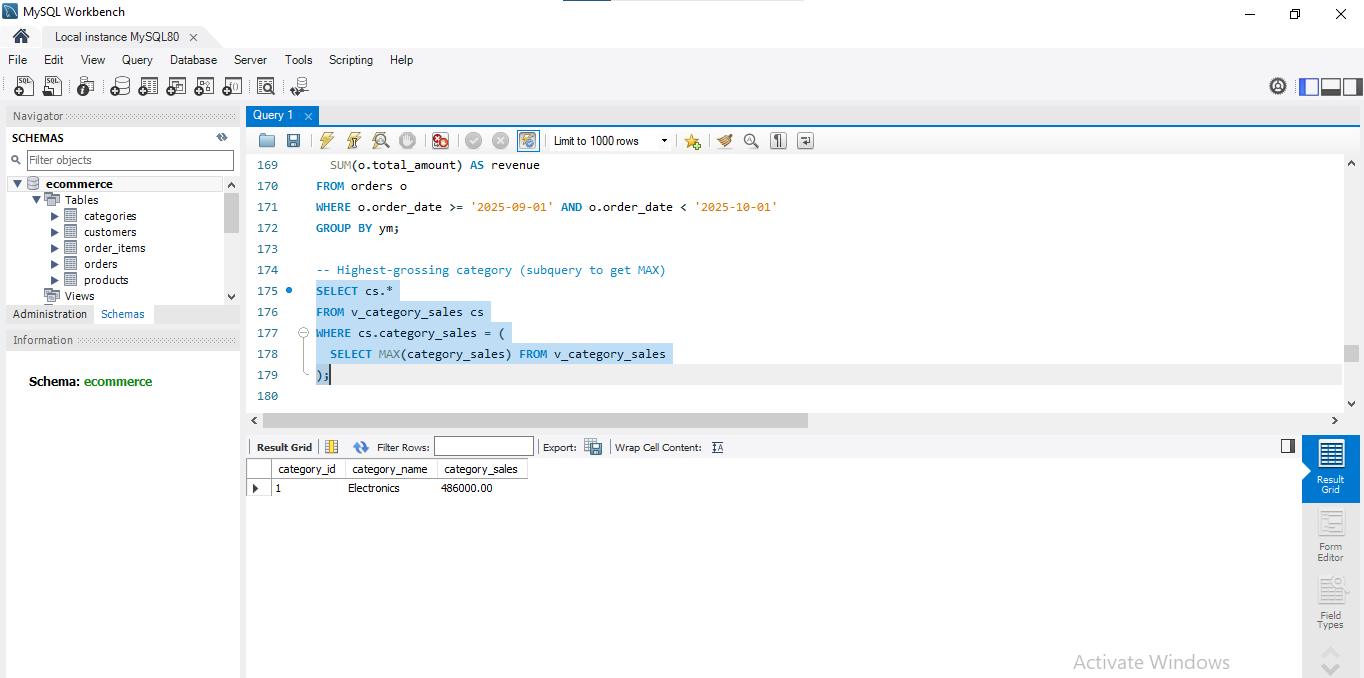 MySQL Workbench
Local instance MySQL80
File Edit View Query Database Server Tools Scripting Help
Navigator
SCHEMAS
Filter objects
ecommerce
Tables
categories
customers
order_items
orders
products
Views
Administration Schemas
Information
Schema: ecommerce
Query 1
Limit to 1000 rows
169 SUM(o.total_amount) AS revenue
170 FROM orders o
171 WHERE o.order_date >= '2025-09-01' AND o.order_date < '2025-10-01'
172 GROUP BY ym;
173
174 -- Highest-grossing category (subquery to get MAX)
175 SELECT cs.*
176 FROM v_category_sales cs
177 WHERE cs.category_sales = (
178 SELECT MAX(category_sales) FROM v_category_sales
179 );
180
Result Grid Filter Rows: Export: Wrap Cell Content:
category_id category_name category_sales
1 Electronics 486000.00
Result
Grid
Form
Editor
Field
Types
Activate Windows